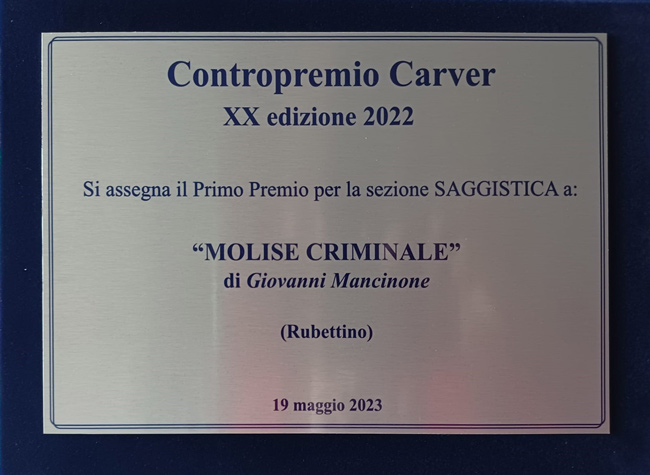 Contropremio Carver
XX edizione 2022
Si assegna il Primo Premio per la sezione SAGGISTICA a:
“MOLISE CRIMINALE”
di Giovanni Mancinone
(Rubettino)
19 maggio 2023